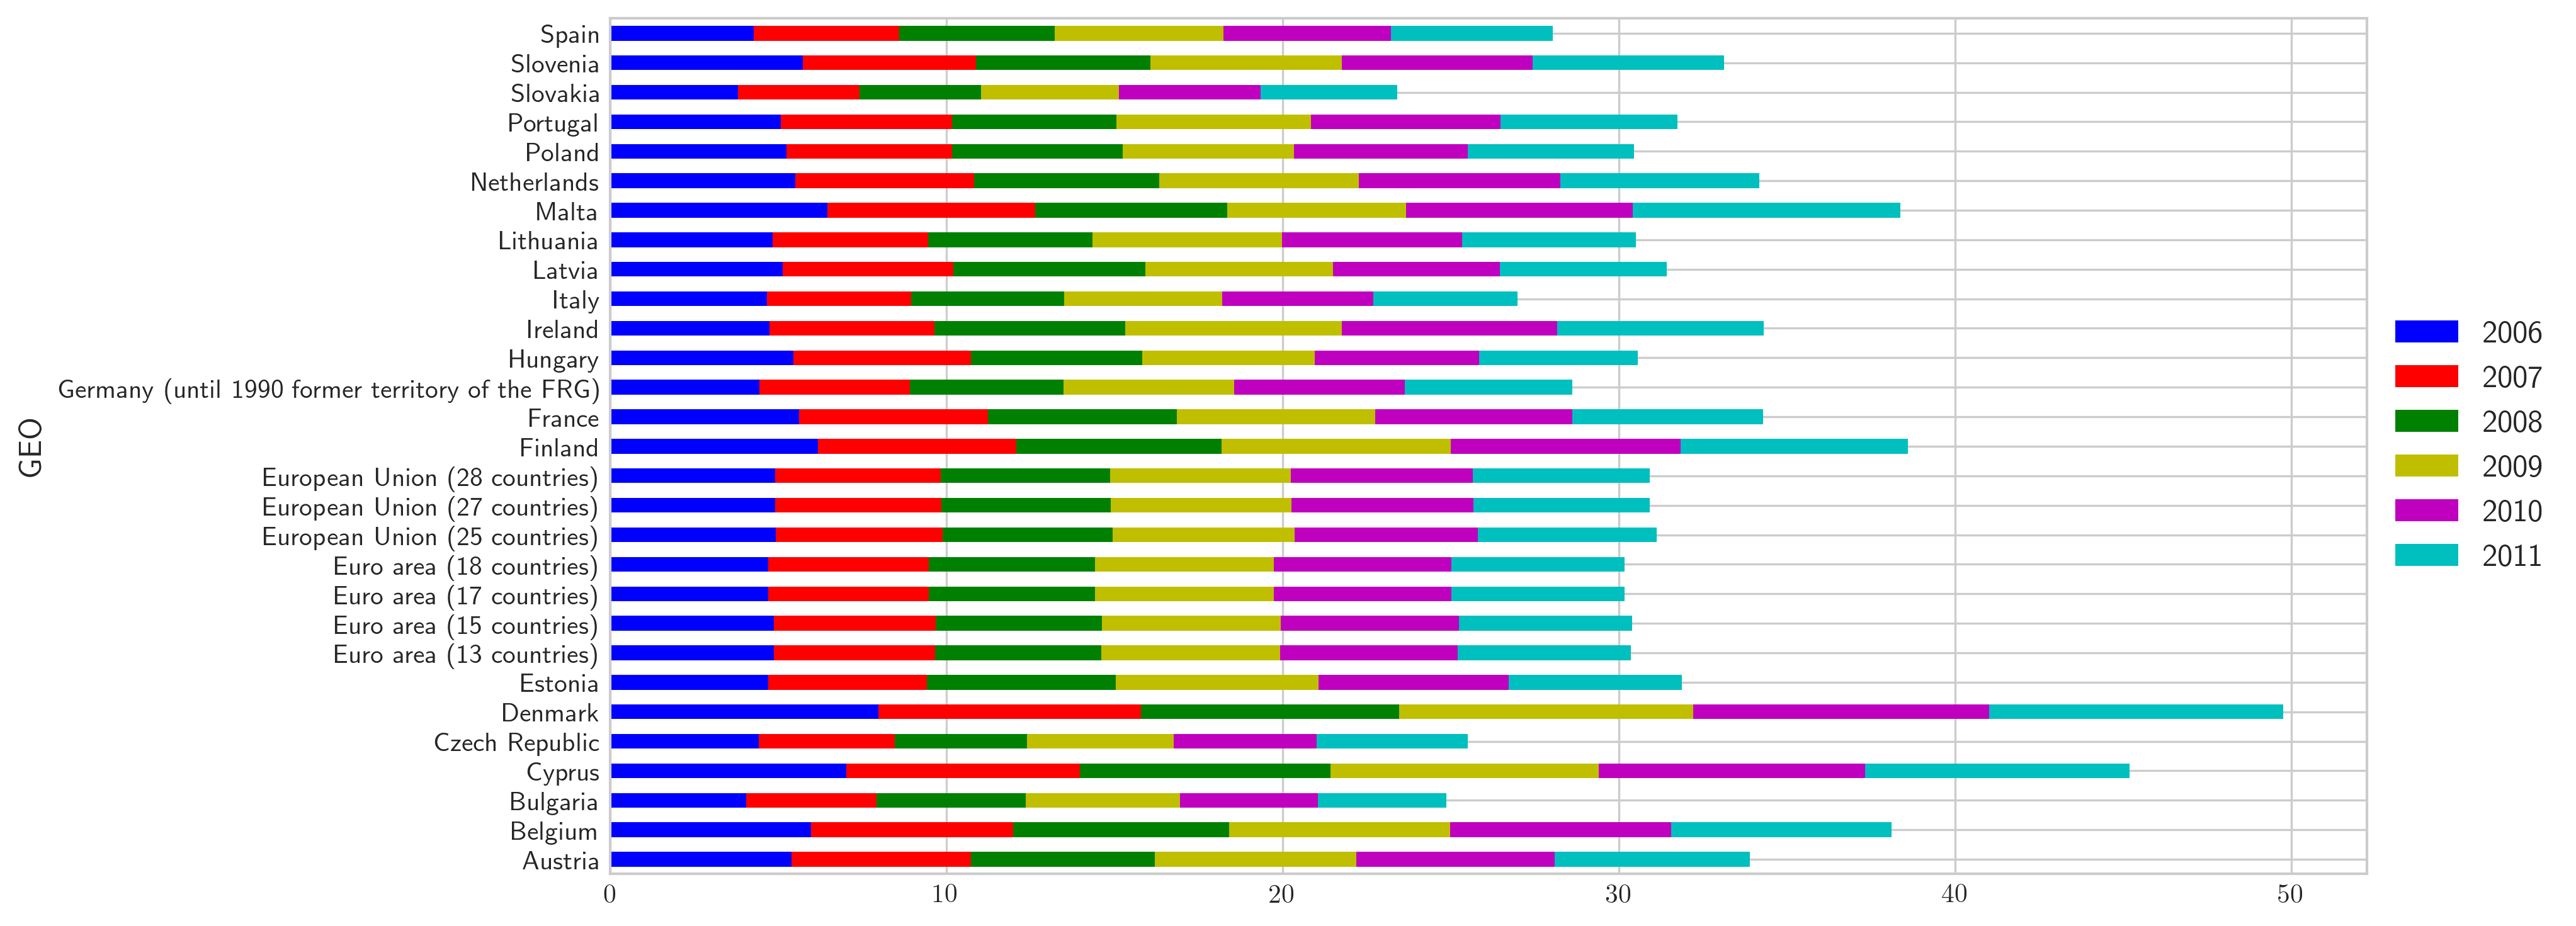 GEO
Spain
Slovenia
Slovakia
Portugal
Poland
Netherlands
Malta
Lithuania
Latvia
Italy
Ireland
Hungary
Germany (until 1990 former territory of the FRG)
France
Finland
European Union (28 countries)
European Union (27 countries)
European Union (25 countries)
Euro area (18 countries)
Euro area (17 countries)
Euro area (15 countries)
Euro area (13 countries)
Estonia
Denmark
Czech Republic
Cyprus
Bulgaria
Belgium
Austria
0 10 20 30 40 50
2006
2007
2008
2009
2010
2011